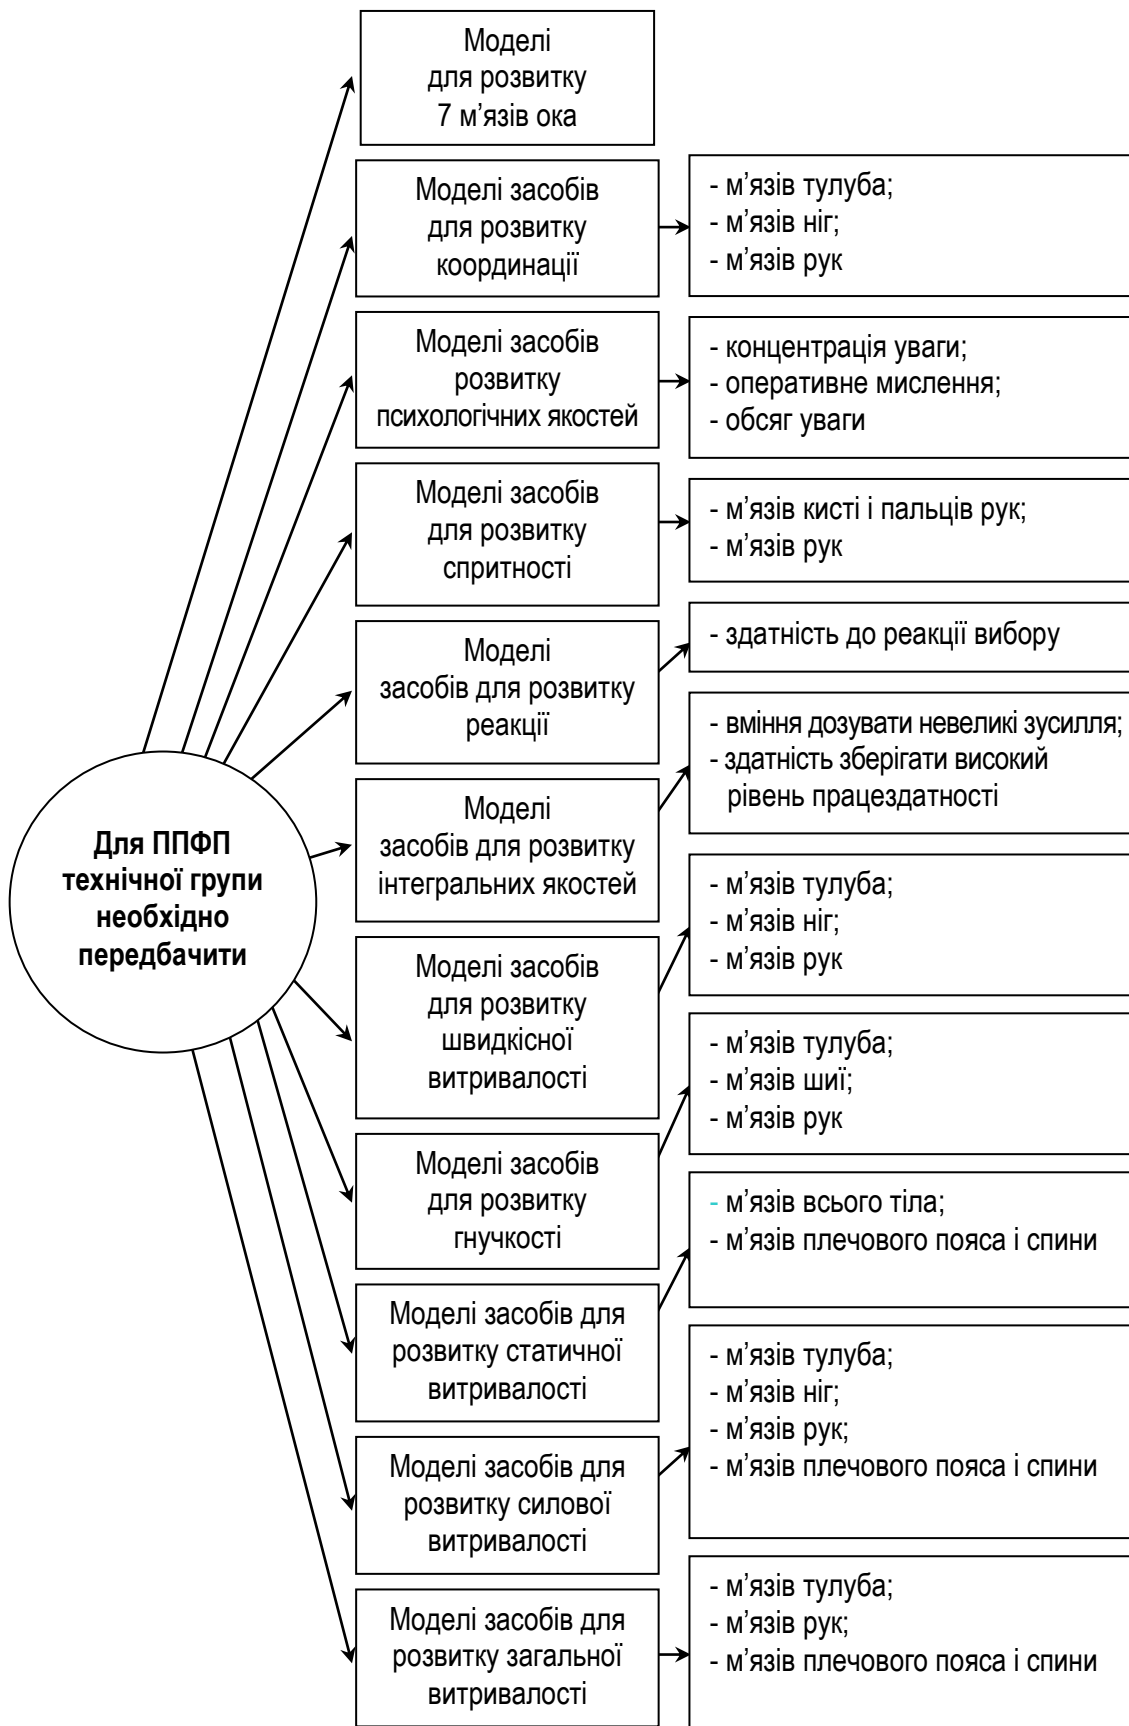 Моделі
для розвитку
7 м’язів ока
Моделі засобів
для розвитку
координації
- м’язів тулуба;
- м’язів ніг;
- м’язів рук
Моделі засобів
розвитку
психологічних якостей
- концентрація уваги;
- оперативне мислення;
- обсяг уваги
Моделі засобів
для розвитку
спритності
- м’язів кисті і пальців рук;
- м’язів рук
Моделі
засобів для розвитку
реакції
- здатність до реакції вибору
Моделі
засобів для розвитку
інтегральних якостей
- вміння дозувати невеликі зусилля;
- здатність зберігати високий
рівень працездатності
Для ППФП
технічної групи
необхідно
передбачити
Моделі засобів
для розвитку
швидкісної
витривалості
- м’язів тулуба;
- м’язів ніг;
- м’язів рук
Моделі засобів
для розвитку
гнучкості
- м’язів тулуба;
- м’язів шиї;
- м’язів рук
Моделі засобів для
розвитку статичної
витривалості
- м’язів всього тіла;
- м’язів плечового пояса і спини
Моделі засобів для
розвитку силової
витривалості
- м’язів тулуба;
- м’язів ніг;
- м’язів рук;
- м’язів плечового пояса і спини
Моделі засобів для
розвитку загальної
витривалості
- м’язів тулуба;
- м’язів рук;
- м’язів плечового пояса і спини